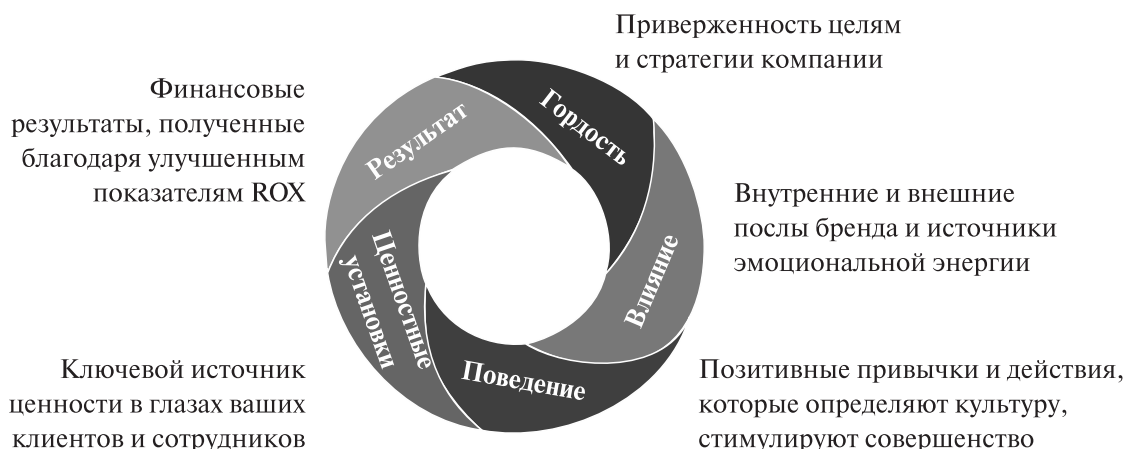 Приверженность целям
и стратегии компании
Гордость
Внутренние и внешние
послы бренда и источники
эмоциональной энергии
Влияние
Позитивные привычки и действия,
которые определяют культуру,
стимулируют совершенство
Поведение
Ключевой источник
ценности в глазах ваших
клиентов и сотрудников
Ценностные
установки
Финансовые
результаты, полученные
благодаря улучшенным
показателям ROX
Результат